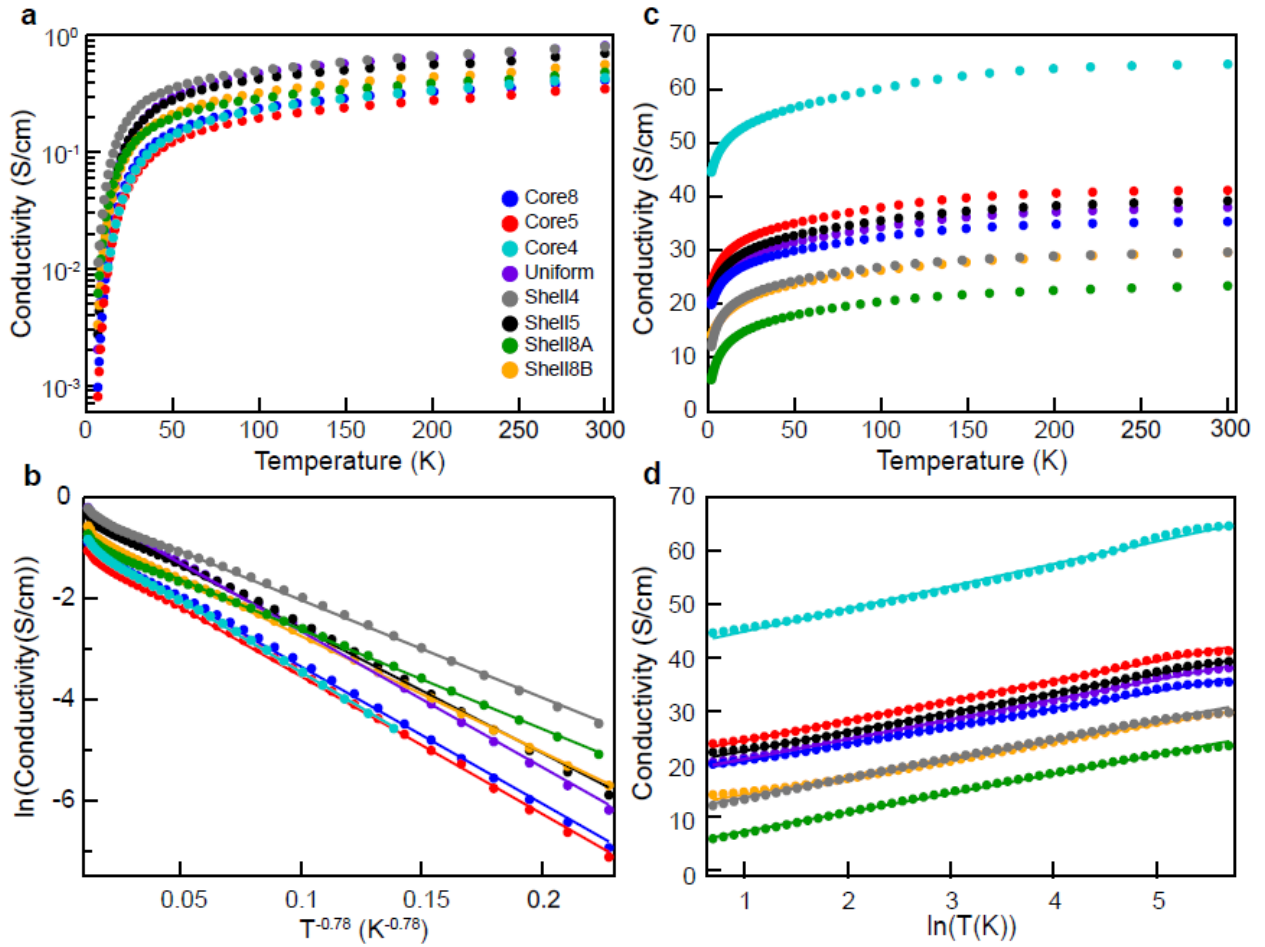 a
10⁰
10⁻¹
10⁻²
10⁻³
Conductivity (S/cm)
Core8
Core5
Core4
Uniform
Shell4
Shell5
Shell8A
Shell8B
0 50 100 150 200 250 300
Temperature (K)
c
70
60
50
40
30
20
10
0
Conductivity (S/cm)
0 50 100 150 200 250 300
Temperature (K)
b
0
-2
-4
-6
ln(Conductivity(S/cm))
0.05 0.1 0.15 0.2
T⁻⁰·⁷⁸ (K⁻⁰·⁷⁸)
d
70
60
50
40
30
20
10
0
Conductivity (S/cm)
1 2 3 4 5
ln(T(K))